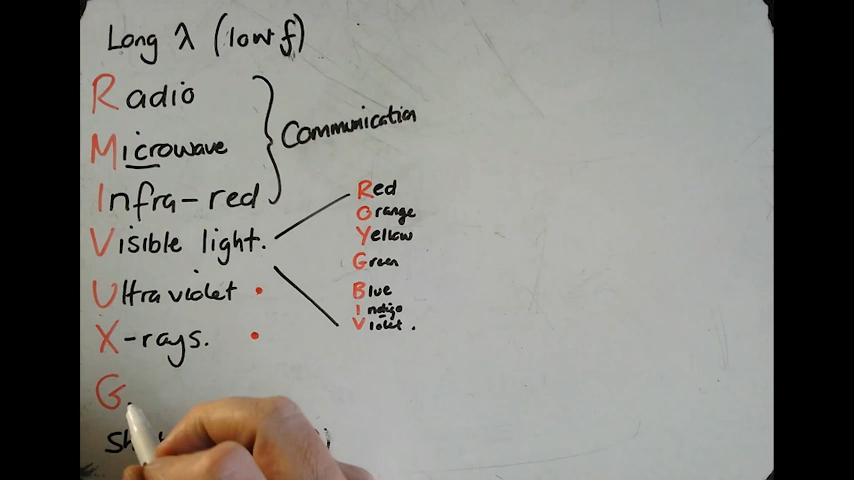 Long λ (low f)
Radio
Microwave
Infra-red
Communication
Visible light.
Ultraviolet
X-rays.
G
Red
Orange
Yellow
Green
Blue
Indigo
Violet.